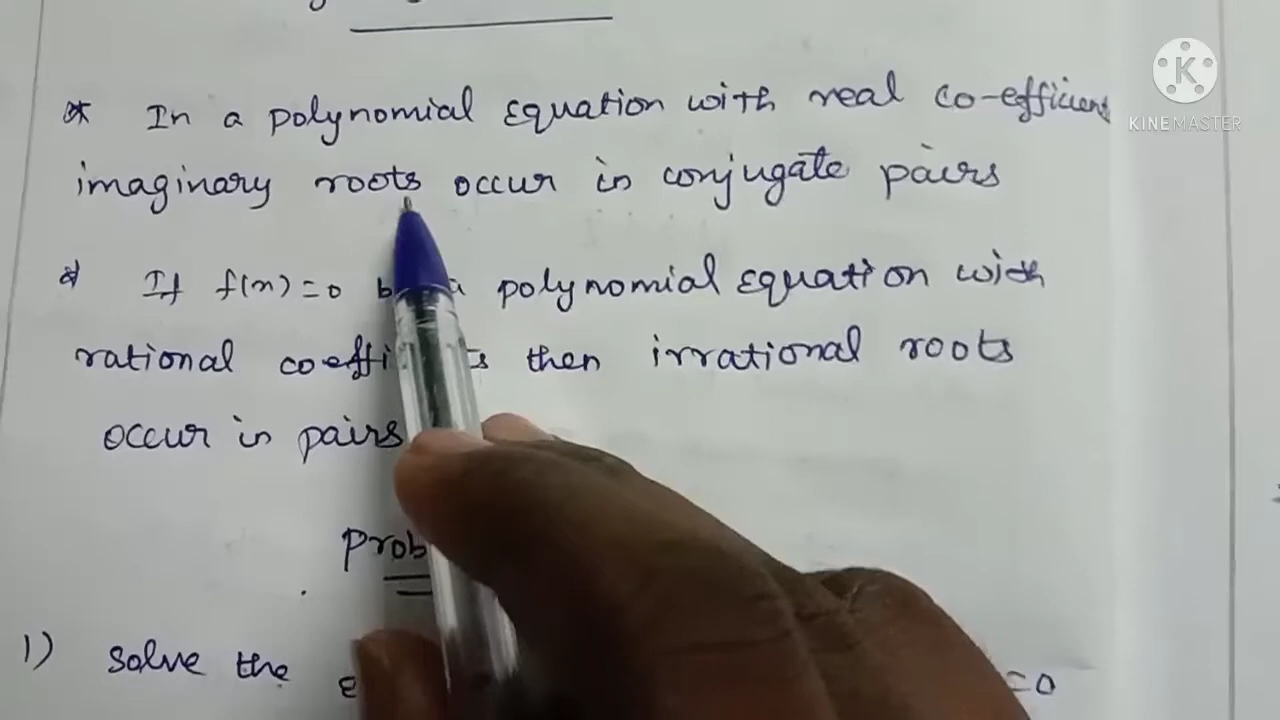 In a polynomial Equation with real co-efficient
imaginary roots occur in conjugate pairs
If f(x)=0 a polynomial Equation with
rational then irrational roots
occur in pairs
1) Solve the =0
K
KINEMASTER